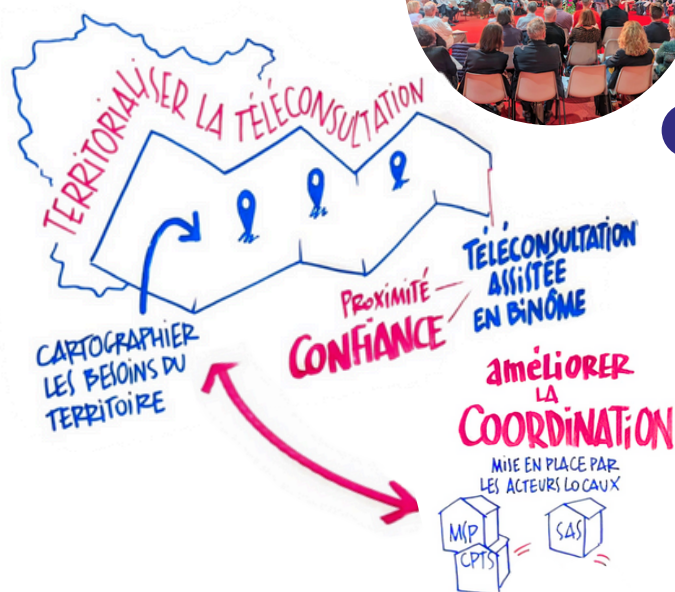 TERRITORIALISER LA TÉLÉCONSULTATION
CARTOGRAPHIER
LES BESOINS DU
TERRITOIRE
PROXIMITÉ
CONFIANCE
TÉLÉCONSULTATION
ASSISTÉE
EN BINÔME
améLiORER
LA
COORDINATION
MISE EN PLACE PAR
LES ACTEURS LOCAUX
MSP
CPTS
SAS